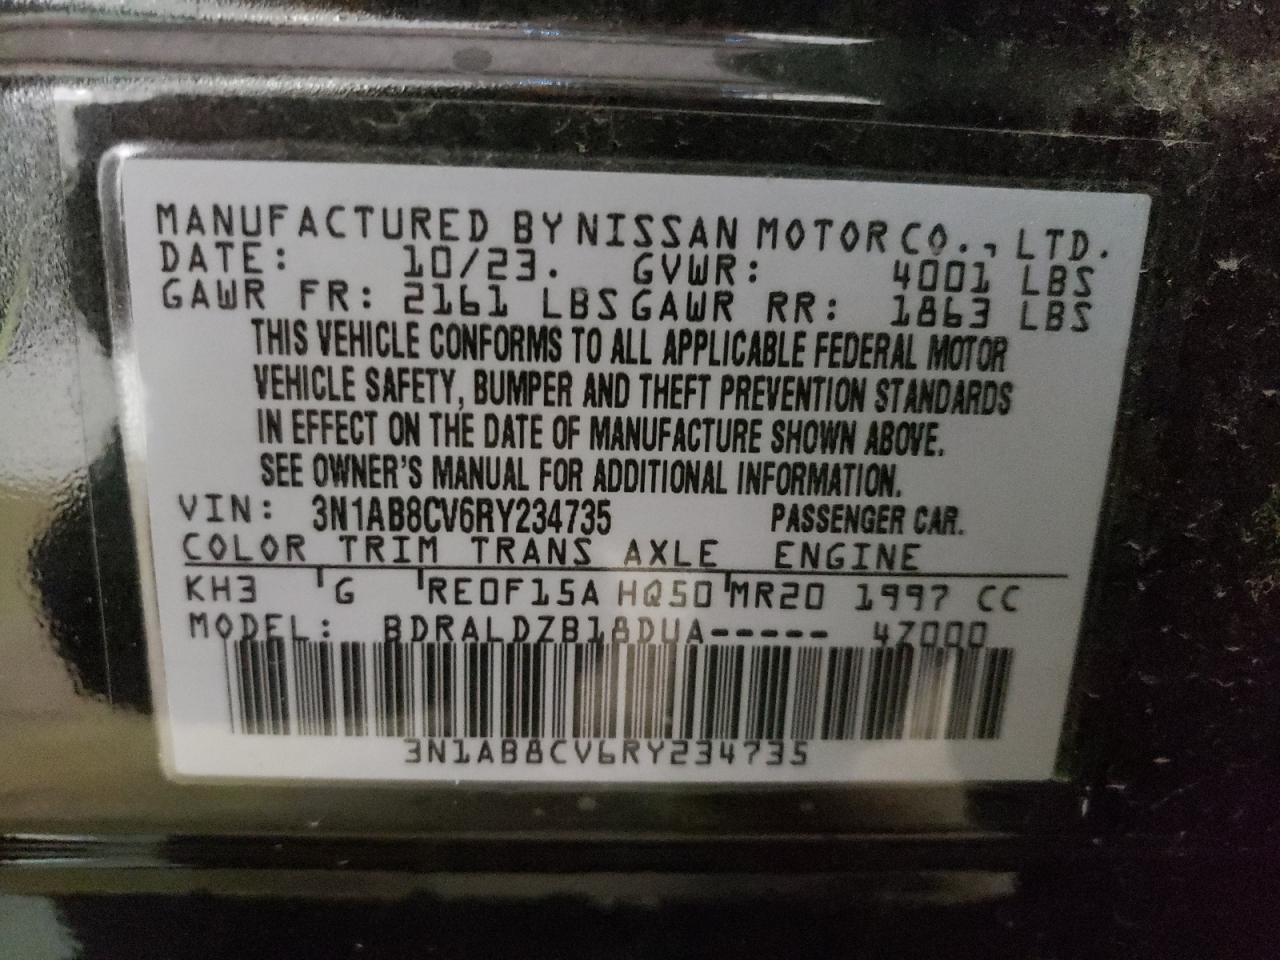 MANUFACTURED BY NISSAN MOTOR CO., LTD.
DATE: 10/23. GVWR: 4001 LBS
GAWR FR: 2161 LBS GAWR RR: 1863 LBS
THIS VEHICLE CONFORMS TO ALL APPLICABLE FEDERAL MOTOR
VEHICLE SAFETY, BUMPER AND THEFT PREVENTION STANDARDS
IN EFFECT ON THE DATE OF MANUFACTURE SHOWN ABOVE.
SEE OWNER'S MANUAL FOR ADDITIONAL INFORMATION.
VIN: 3N1AB8CV6RY234735 PASSENGER CAR.
COLOR TRIM TRANS AXLE ENGINE
KH3 G RE0F15A HQ50 MR20 1997 CC
MODEL: BDRALDZB18DUA----- 47000
3N1AB8CV6RY234735